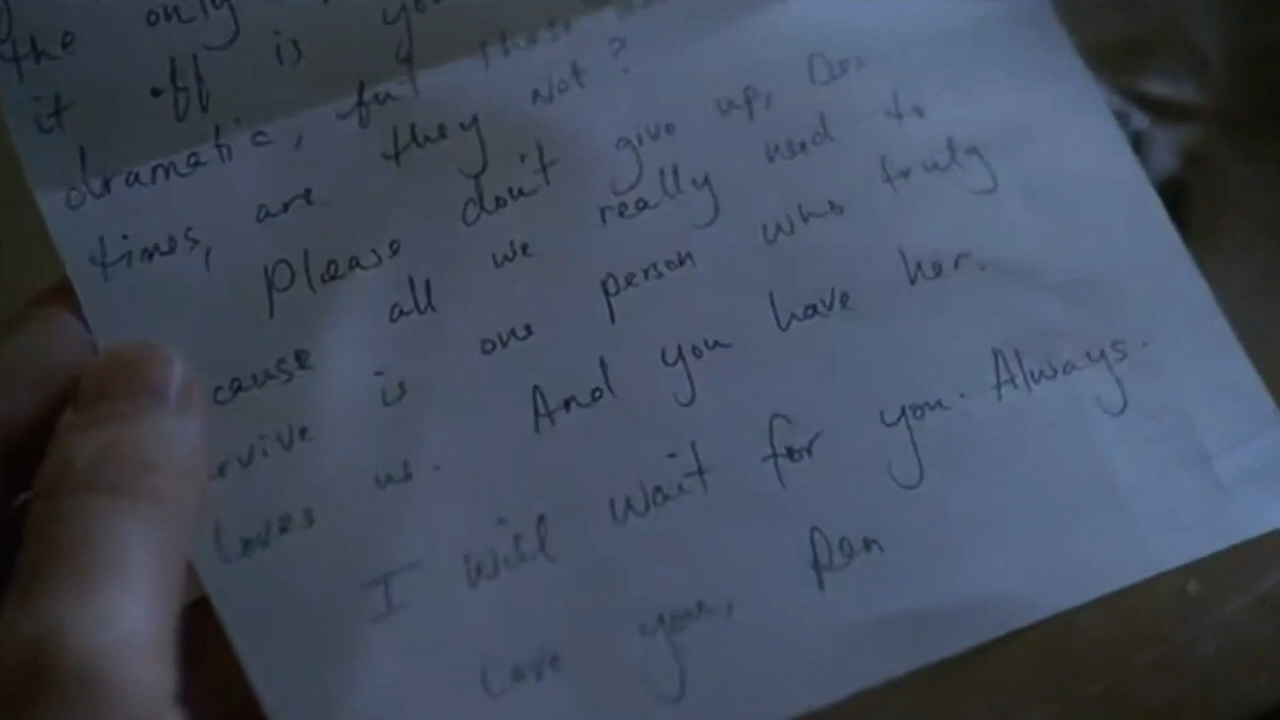 the only
it off is
dramatic, but these
times, are they not?
Please don't give up, Des
cause all we really need to
rvive is one person who truly
loves us. And you have her.
I will wait for you. Always.
Love you, Pen